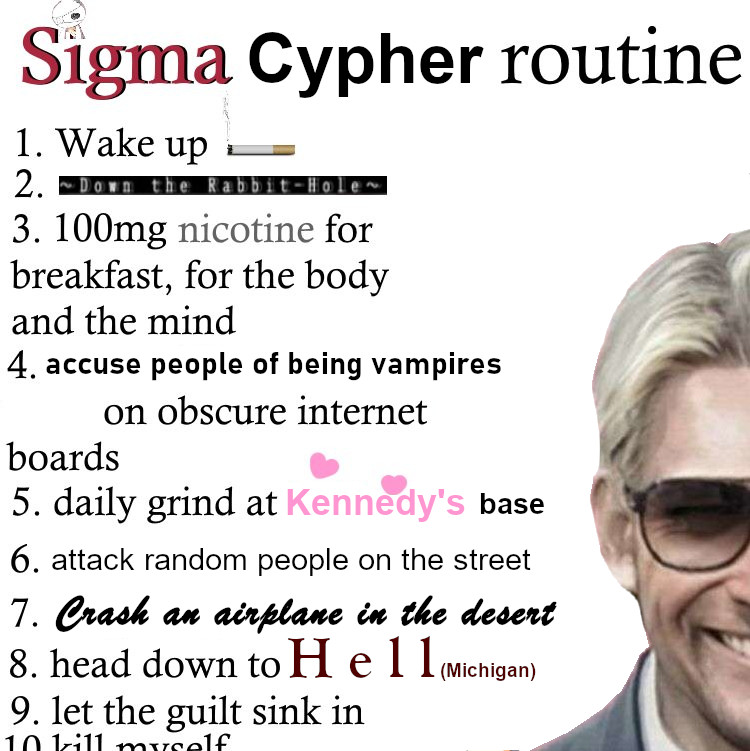 Sigma Cypher routine
1. Wake up
2. ~Down the Rabbit-Hole~
3. 100mg nicotine for
breakfast, for the body
and the mind
4. accuse people of being vampires
on obscure internet
boards
5. daily grind at Kennedy's base
6. attack random people on the street
7. Crash an airplane in the desert
8. head down to Hell (Michigan)
9. let the guilt sink in
10 kill myself